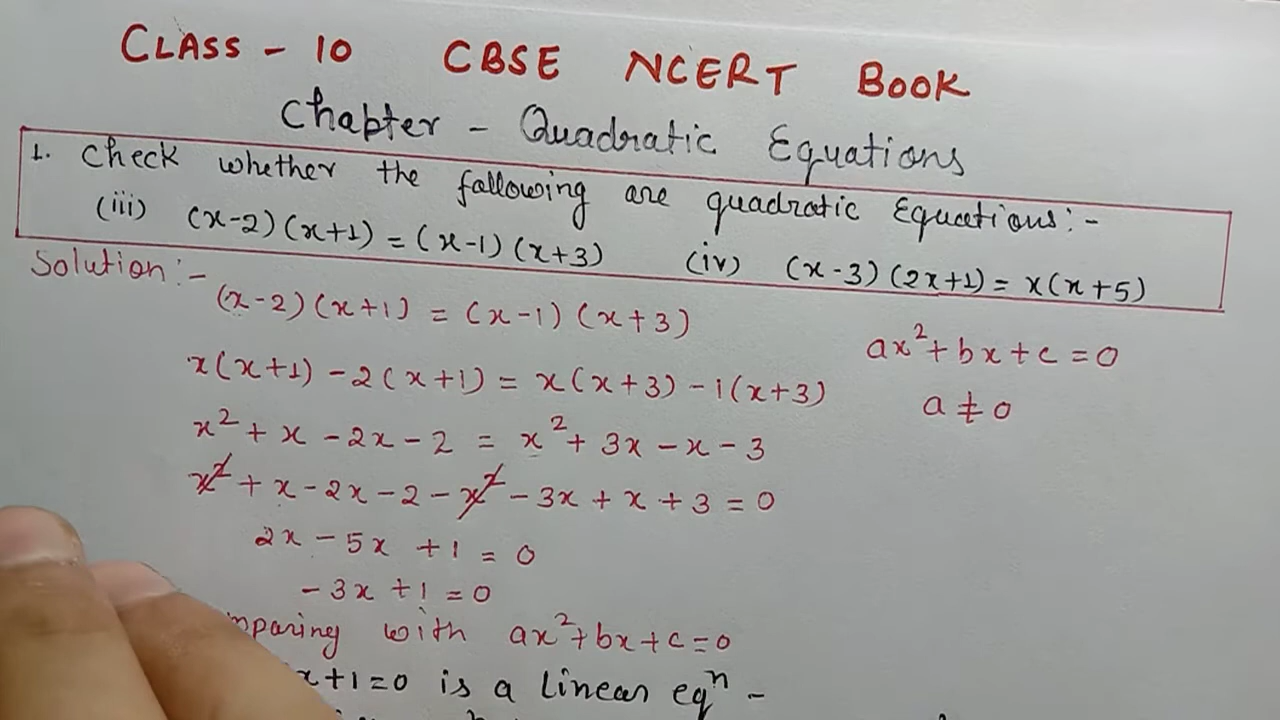 CLASS - 10 CBSE NCERT BOOK
Chapter - Quadratic Equations
1. Check whether the following are quadratic Equations:-
(iii) (x-2)(x+1) = (x-1)(x+3) (iv) (x-3)(2x+1) = x(x+5)
Solution:-
(x-2)(x+1) = (x-1)(x+3)
x(x+1) - 2(x+1) = x(x+3) - 1(x+3)
x² + x - 2x - 2 = x² + 3x - x - 3
x² + x - 2x - 2 - x² - 3x + x + 3 = 0
2x - 5x + 1 = 0
- 3x + 1 = 0
ax² + bx + c = 0
a ≠ 0
with ax² + bx + c = 0
x + 1 = 0 is a Linear eqⁿ -